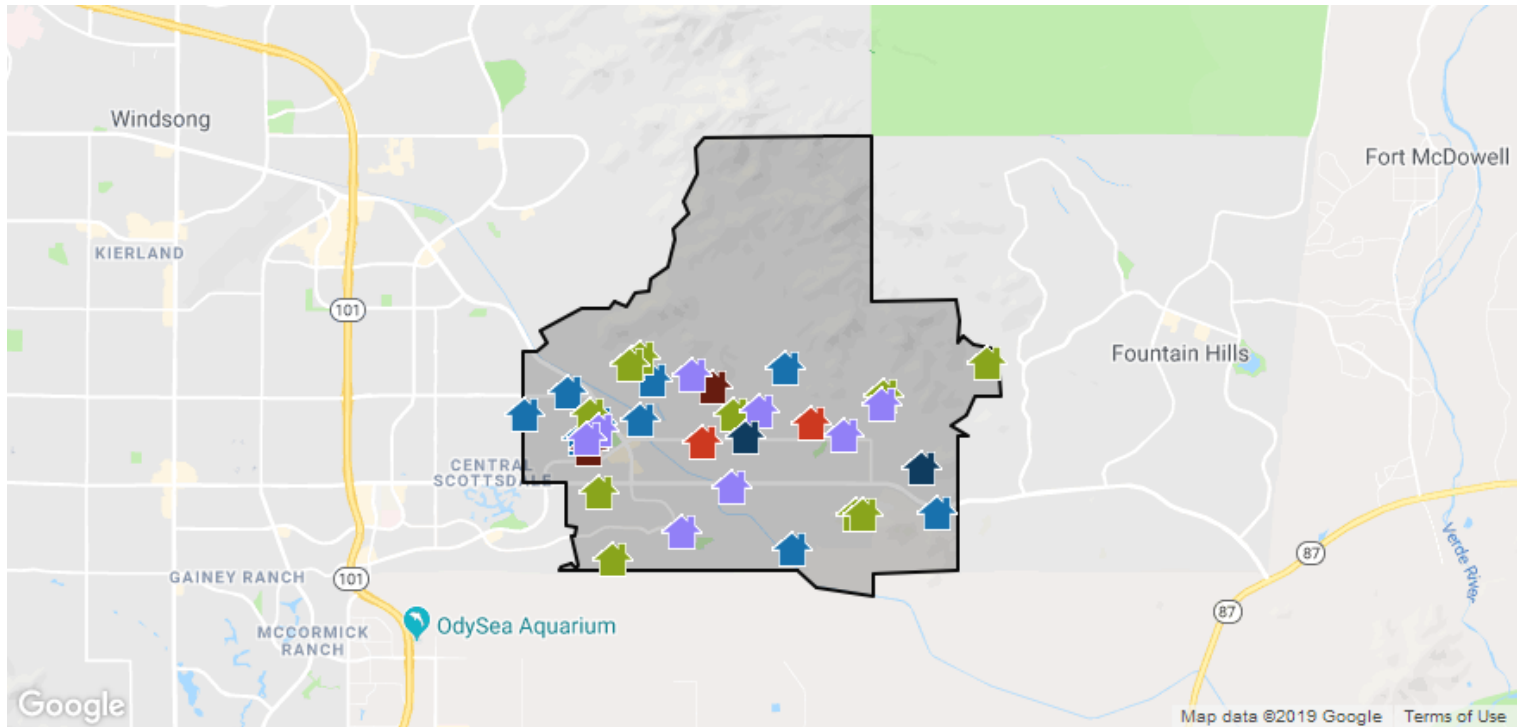 Windsong
Fort McDowell
KIERLAND
101
Fountain Hills
CENTRAL
SCOTTSDALE
87
Verde River
GAINEY RANCH
101
87
MCCORMICK
RANCH
OdySea Aquarium
Google
Map data ©2019 Google
Terms of Use